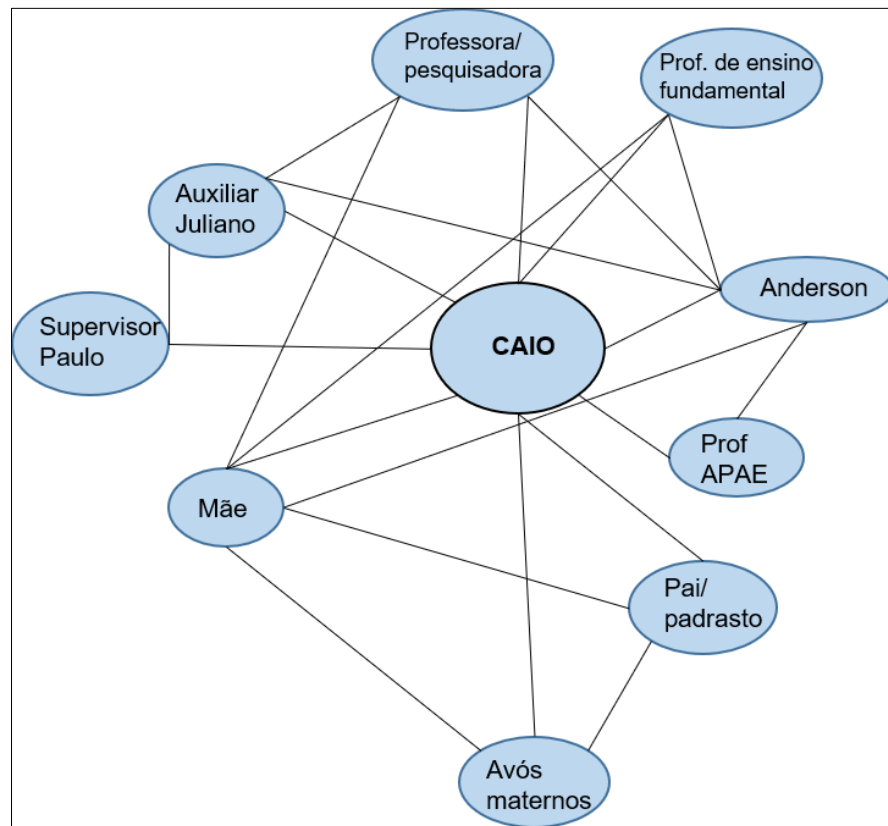 Professora/
pesquisadora
Prof. de ensino
fundamental
Auxiliar
Juliano
Anderson
Supervisor
Paulo
CAIO
Prof
APAE
Mãe
Pai/
padrasto
Avós
maternos